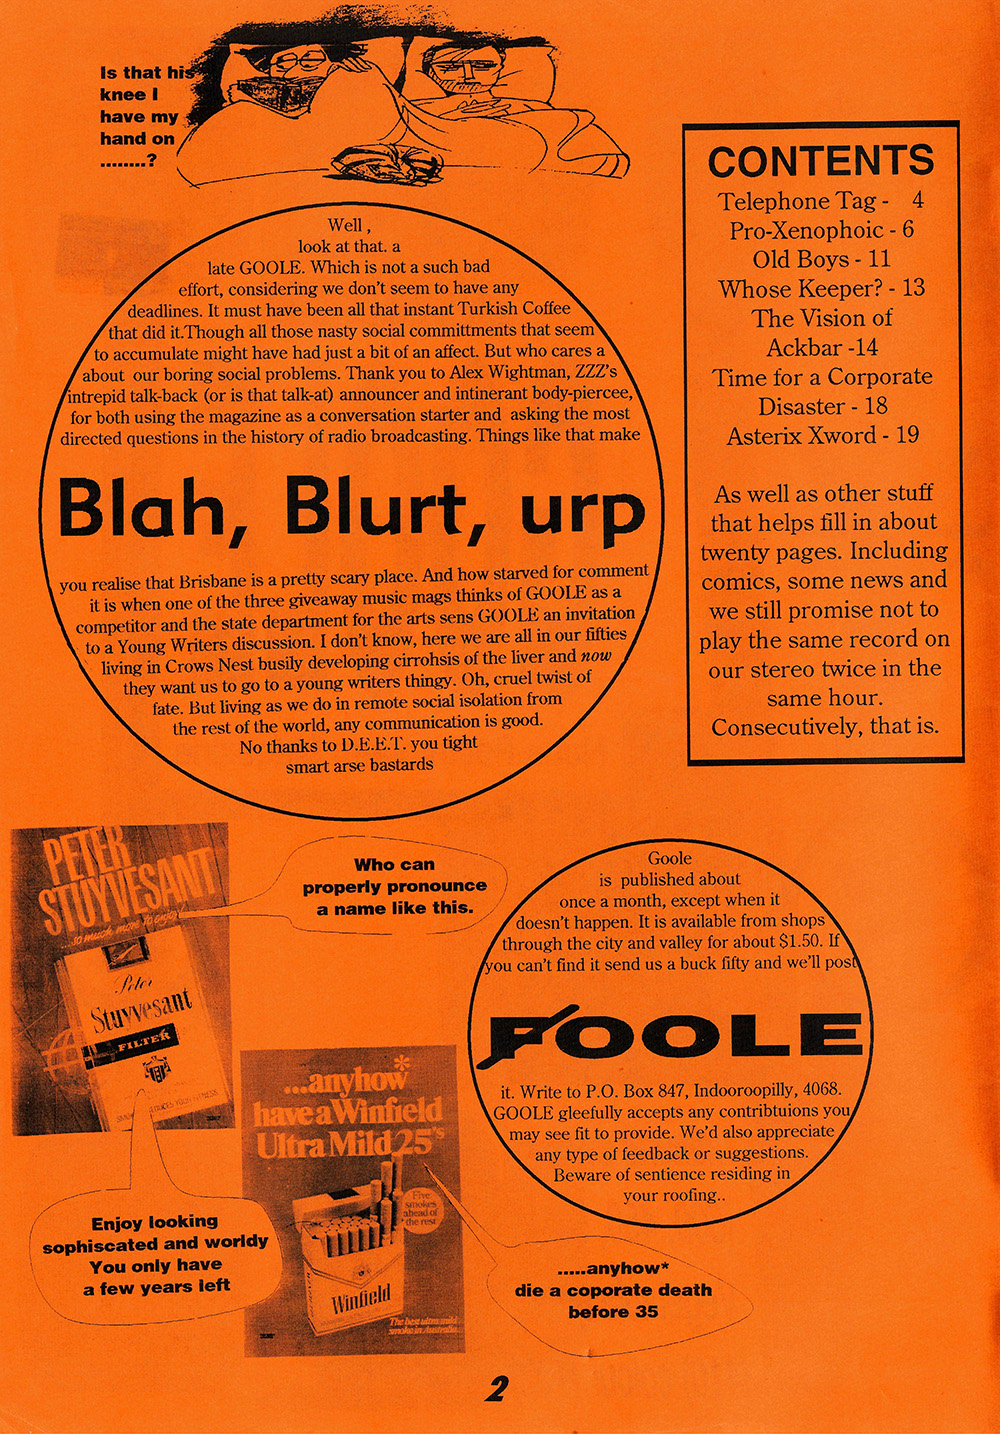 Is that his
knee I
have my
hand on
........?
Well ,
look at that. a
late GOOLE. Which is not a such bad
effort, considering we don't seem to have any
deadlines. It must have been all that instant Turkish Coffee
that did it.Though all those nasty social committments that seem
to accumulate might have had just a bit of an affect. But who cares a
about our boring social problems. Thank you to Alex Wightman, ZZZ's
intrepid talk-back (or is that talk-at) announcer and intinerant body-piercee,
for both using the magazine as a conversation starter and asking the most
directed questions in the history of radio broadcasting. Things like that make
Blah, Blurt, urp
you realise that Brisbane is a pretty scary place. And how starved for comment
it is when one of the three giveaway music mags thinks of GOOLE as a
competitor and the state department for the arts sens GOOLE an invitation
to a Young Writers discussion. I don't know, here we are all in our fifties
living in Crows Nest busily developing cirrohsis of the liver and now
they want us to go to a young writers thingy. Oh, cruel twist of
fate. But living as we do in remote social isolation from
the rest of the world, any communication is good.
No thanks to D.E.E.T. you tight
smart arse bastards
CONTENTS
Telephone Tag - 4
Pro-Xenophoic - 6
Old Boys - 11
Whose Keeper? - 13
The Vision of
Ackbar -14
Time for a Corporate
Disaster - 18
Asterix Xword - 19
As well as other stuff
that helps fill in about
twenty pages. Including
comics, some news and
we still promise not to
play the same record on
our stereo twice in the
same hour.
Consecutively, that is.
PETER
STUYVESANT
...so much more to enjoy!
Peter
Stuyvesant
FILTER
Who can
properly pronounce
a name like this.
Enjoy looking
sophiscated and worldy
You only have
a few years left
...anyhow*
have a Winfield
Ultra Mild 25's
Five
smokes
ahead of
the rest
Winfield
The best ultra mild
smoke in Australia
.....anyhow*
die a coporate death
before 35
Goole
is published about
once a month, except when it
doesn't happen. It is available from shops
through the city and valley for about $1.50. If
you can't find it send us a buck fifty and we'll post
FOOLE
it. Write to P.O. Box 847, Indooroopilly, 4068.
GOOLE gleefully accepts any contribtuions you
may see fit to provide. We'd also appreciate
any type of feedback or suggestions.
Beware of sentience residing in
your roofing..
2